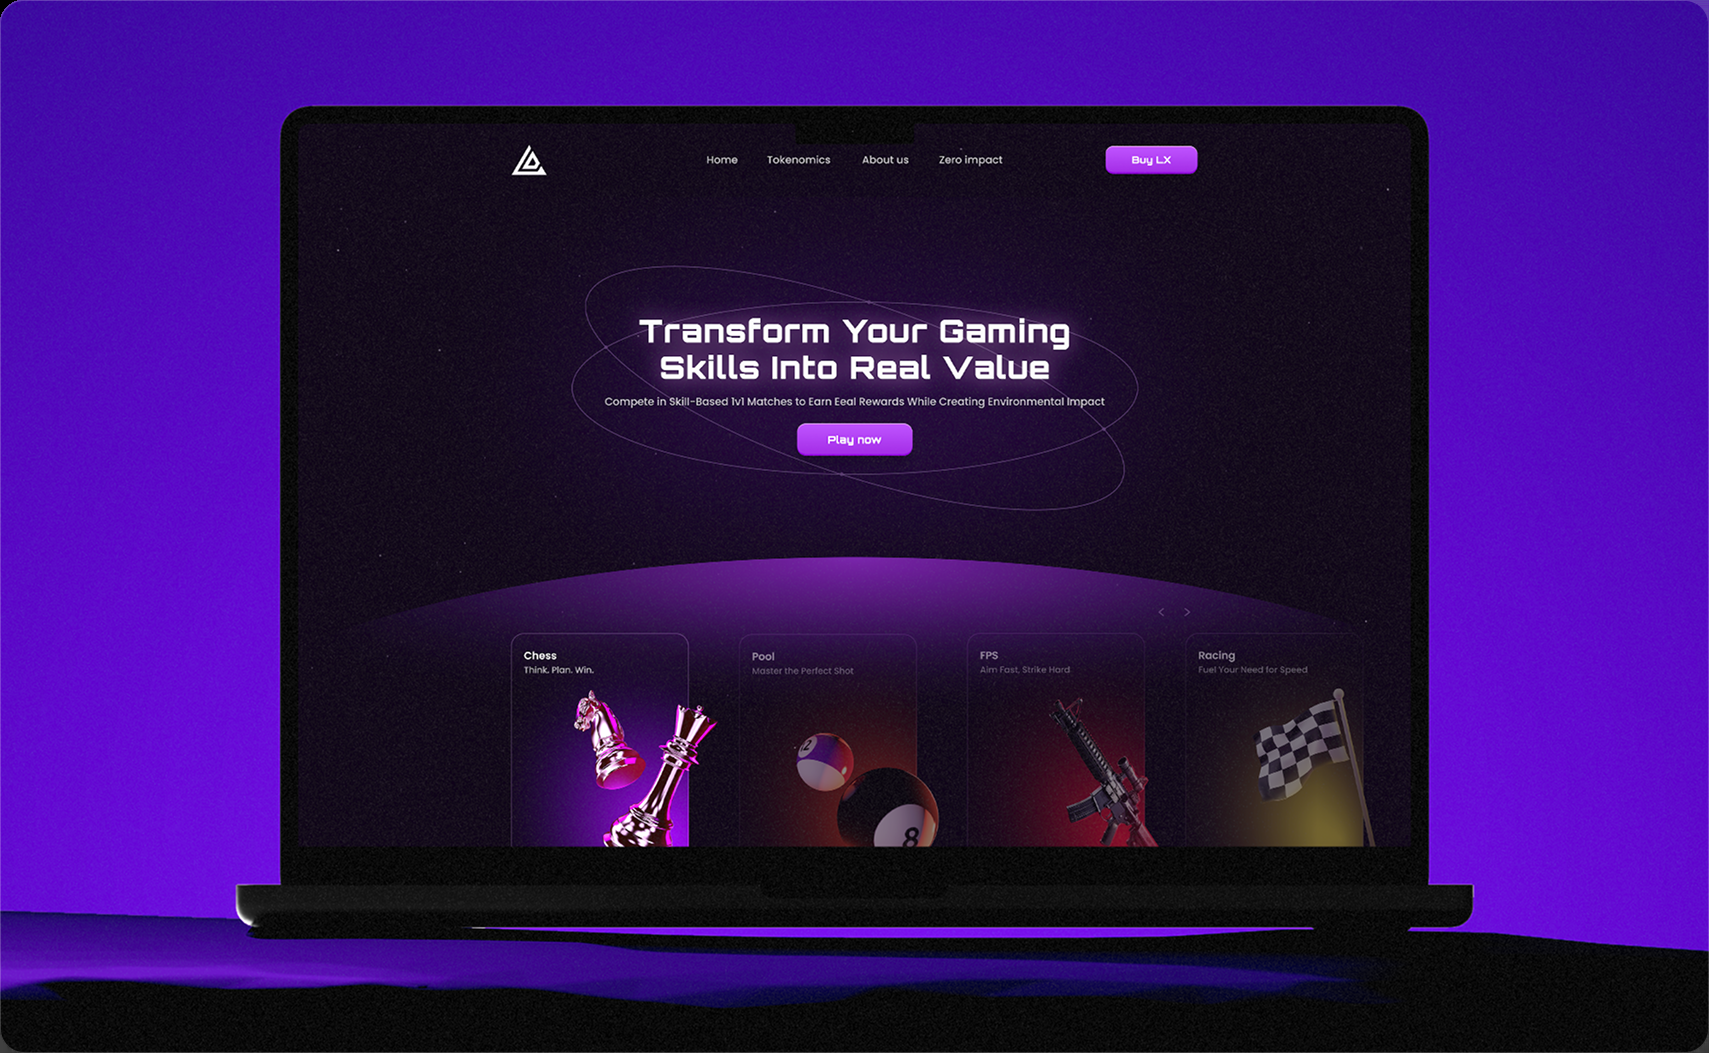 Home
Tokenomics
About us
Zero impact
Buy LX
Transform Your Gaming
Skills Into Real Value
Compete in Skill-Based 1v1 Matches to Earn Eeal Rewards While Creating Environmental Impact
Play now
Chess
Think. Plan. Win.
Pool
Master the Perfect Shot
FPS
Aim Fast, Strike Hard
Racing
Fuel Your Need for Speed
12
8